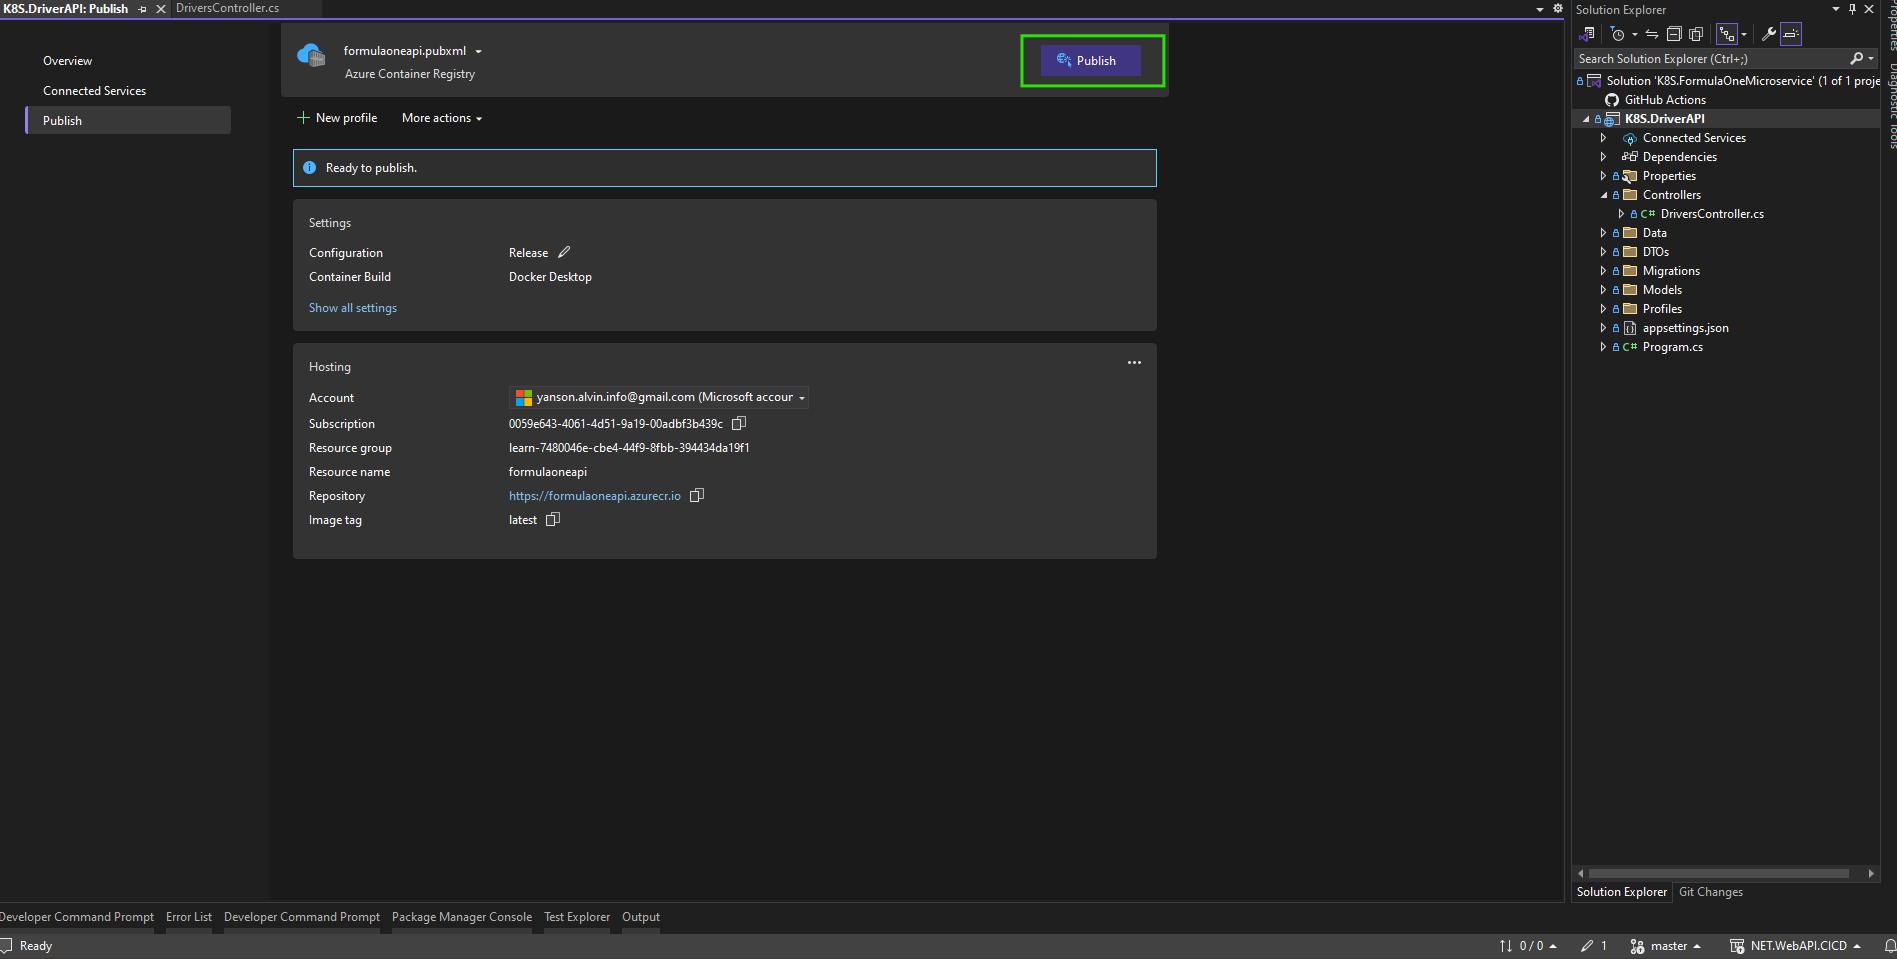 K8S.DriverAPI: Publish
DriversController.cs
Overview
Connected Services
Publish
formulaoneapi.pubxml
Azure Container Registry
Publish
New profile
More actions
Ready to publish.
Settings
Configuration Release
Container Build Docker Desktop
Show all settings
Hosting
Account yanson.alvin.info@gmail.com (Microsoft accour
Subscription 0059e643-4061-4d51-9a19-00adbf3b439c
Resource group learn-7480046e-cbe4-44f9-8fbb-394434da19f1
Resource name formulaoneapi
Repository https://formulaoneapi.azurecr.io
Image tag latest
Solution Explorer
Search Solution Explorer (Ctrl+;)
Solution 'K8S.FormulaOneMicroservice' (1 of 1 proje
GitHub Actions
K8S.DriverAPI
Connected Services
Dependencies
Properties
Controllers
C# DriversController.cs
Data
DTOs
Migrations
Models
Profiles
appsettings.json
C# Program.cs
Solution Explorer
Git Changes
Properties
Diagnostic Tools
Developer Command Prompt
Error List
Developer Command Prompt
Package Manager Console
Test Explorer
Output
Ready
0 / 0
1
master
NET.WebAPI.CICD